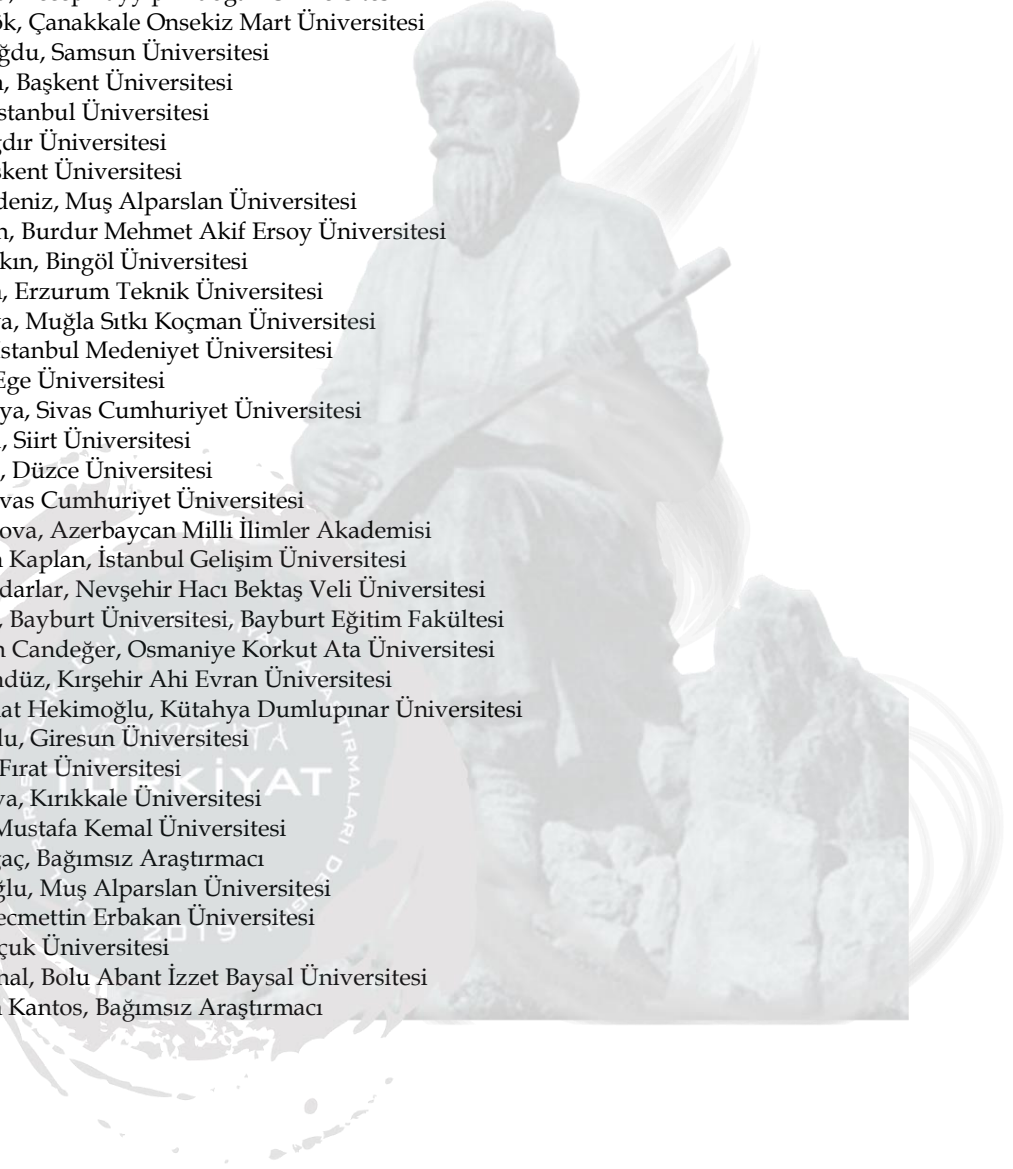 ök, Çanakkale Onsekiz Mart Üniversitesi
ğdu, Samsun Üniversitesi
, Başkent Üniversitesi
stanbul Üniversitesi
dır Üniversitesi
kent Üniversitesi
deniz, Muş Alparslan Üniversitesi
n, Burdur Mehmet Akif Ersoy Üniversitesi
kın, Bingöl Üniversitesi
, Erzurum Teknik Üniversitesi
a, Muğla Sıtkı Koçman Üniversitesi
İstanbul Medeniyet Üniversitesi
Ege Üniversitesi
ya, Sivas Cumhuriyet Üniversitesi
, Siirt Üniversitesi
, Düzce Üniversitesi
vas Cumhuriyet Üniversitesi
ova, Azerbaycan Milli İlimler Akademisi
Kaplan, İstanbul Gelişim Üniversitesi
darlar, Nevşehir Hacı Bektaş Veli Üniversitesi
, Bayburt Üniversitesi, Bayburt Eğitim Fakültesi
n Candeğer, Osmaniye Korkut Ata Üniversitesi
ndüz, Kırşehir Ahi Evran Üniversitesi
at Hekimoğlu, Kütahya Dumlupınar Üniversitesi
lu, Giresun Üniversitesi
Fırat Üniversitesi
ya, Kırıkkale Üniversitesi
Mustafa Kemal Üniversitesi
ğaç, Bağımsız Araştırmacı
ğlu, Muş Alparslan Üniversitesi
ecmettin Erbakan Üniversitesi
çuk Üniversitesi
nal, Bolu Abant İzzet Baysal Üniversitesi
Kantos, Bağımsız Araştırmacı
TÜRKİYAT
2019